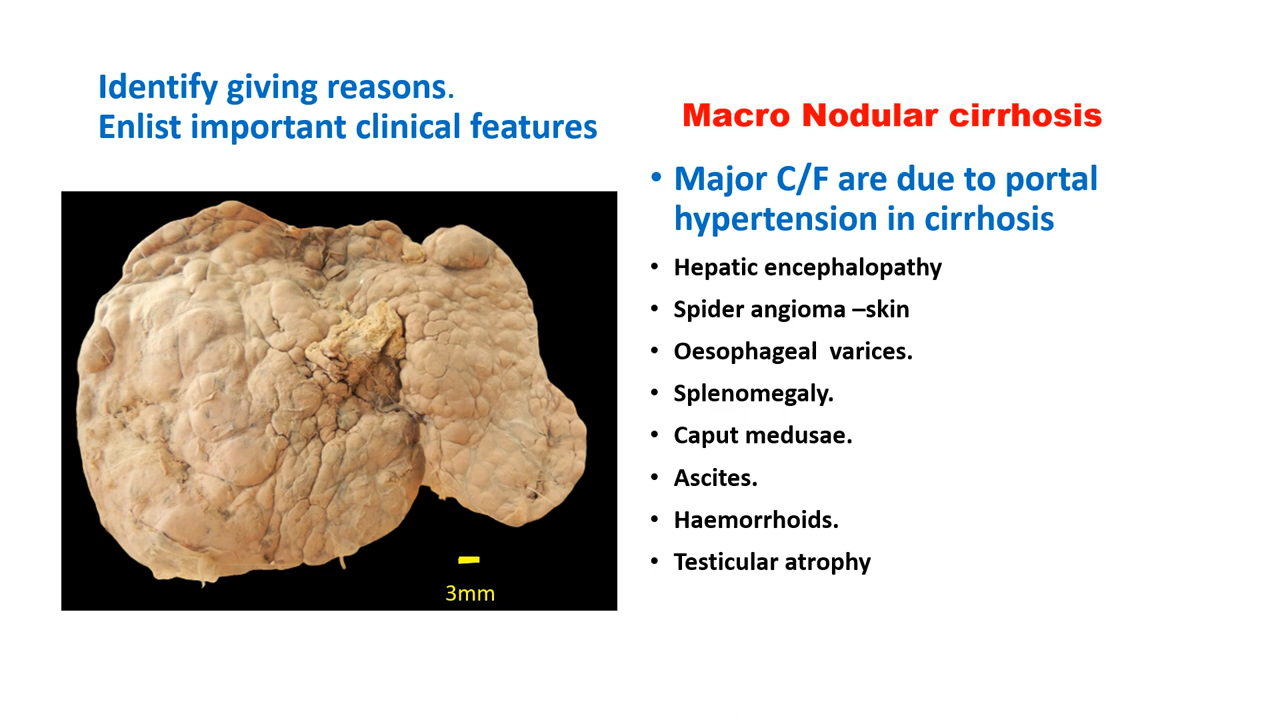 Identify giving reasons.
Enlist important clinical features
Macro Nodular cirrhosis
• Major C/F are due to portal
hypertension in cirrhosis
• Hepatic encephalopathy
• Spider angioma –skin
• Oesophageal varices.
• Splenomegaly.
• Caput medusae.
• Ascites.
• Haemorrhoids.
• Testicular atrophy
3mm